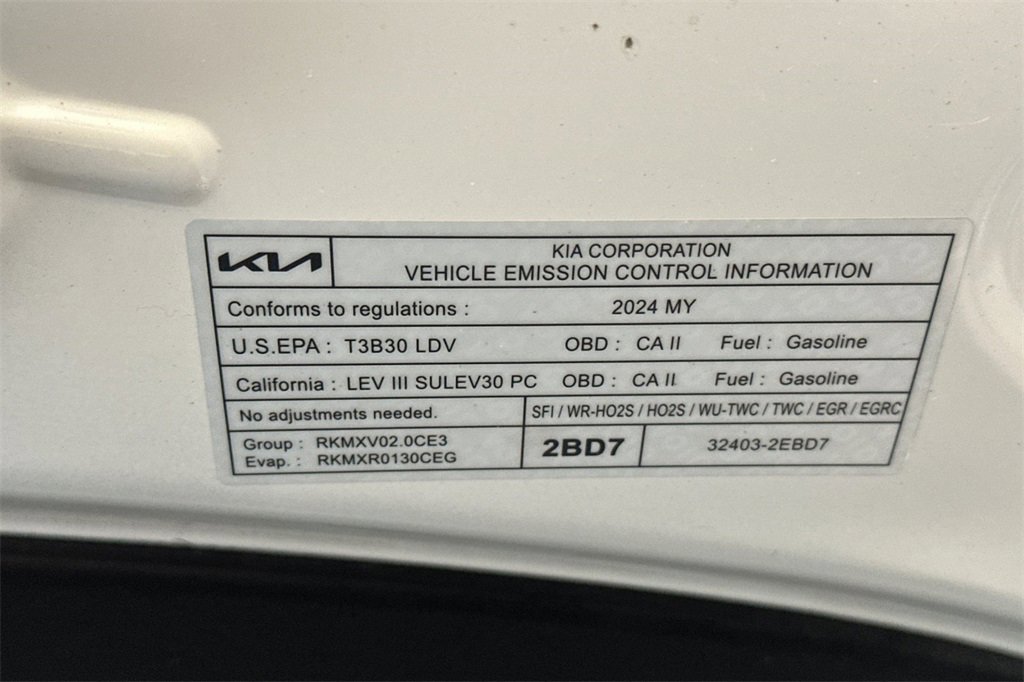 KIA
KIA CORPORATION
VEHICLE EMISSION CONTROL INFORMATION
Conforms to regulations : 2024 MY
U.S.EPA : T3B30 LDV OBD : CA II Fuel : Gasoline
California : LEV III SULEV30 PC OBD : CA II Fuel : Gasoline
No adjustments needed. SFI / WR-HO2S / HO2S / WU-TWC / TWC / EGR / EGRC
Group : RKMXV02.0CE3
Evap. : RKMXR0130CEG
2BD7 32403-2EBD7